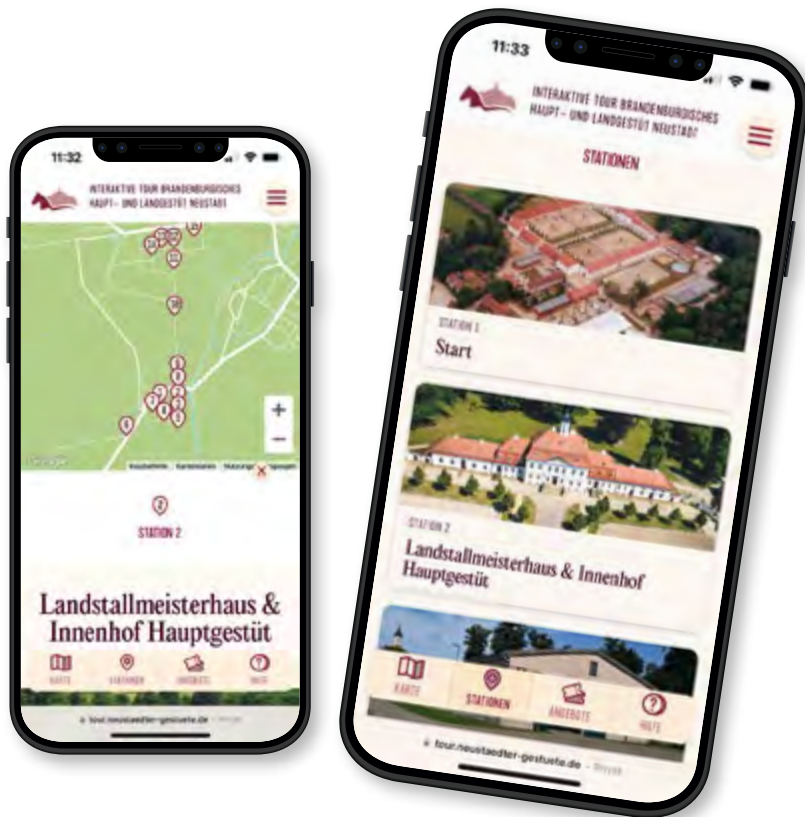 11:32
INTERAKTIVE TOUR BRANDENBURGISCHES
HAUPT- UND LANDGESTÜT NEUSTADT
10
+
−
2
STATION 2
Landstallmeisterhaus &
Innenhof Hauptgestüt
KARTE
STATIONEN
ANGEBOTE
HILFE
tour.neustaedter-gestuete.de
11:33
INTERAKTIVE TOUR BRANDENBURGISCHES
HAUPT- UND LANDGESTÜT NEUSTADT
STATIONEN
STATION 1
Start
STATION 2
Landstallmeisterhaus & Innenhof
Hauptgestüt
KARTE
STATIONEN
ANGEBOTE
HILFE
tour.neustaedter-gestuete.de